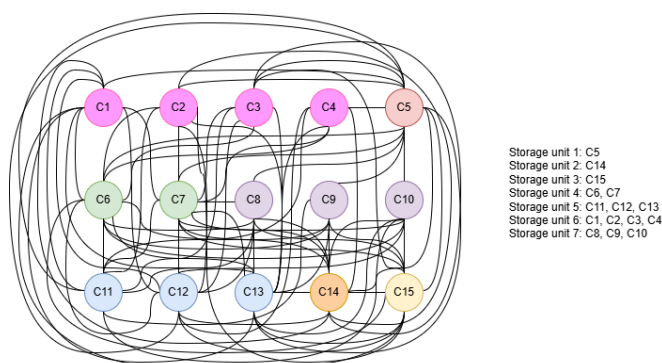 C1 C2 C3 C4 C5
C6 C7 C8 C9 C10
C11 C12 C13 C14 C15
Storage unit 1: C5
Storage unit 2: C14
Storage unit 3: C15
Storage unit 4: C6, C7
Storage unit 5: C11, C12, C13
Storage unit 6: C1, C2, C3, C4
Storage unit 7: C8, C9, C10